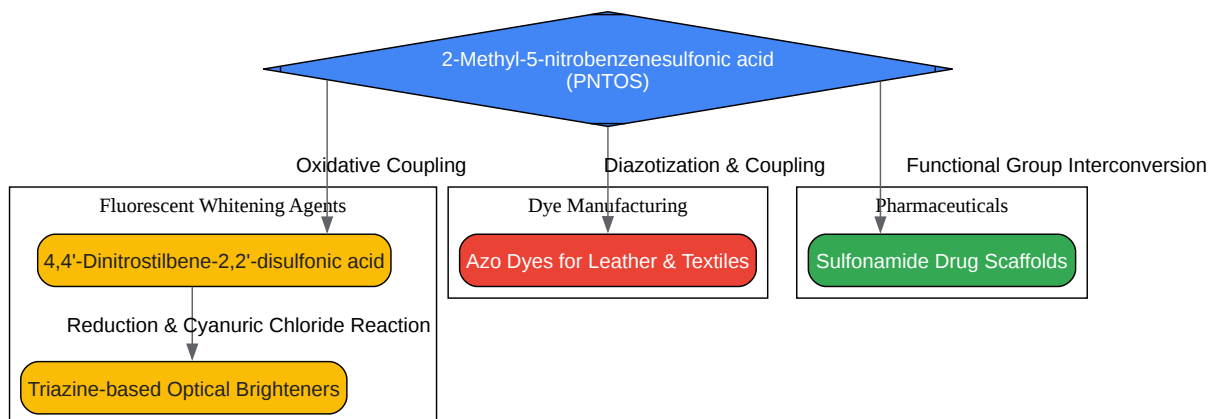 2-Methyl-5-nitrobenzenesulfonic acid
(PNTOS)
Oxidative Coupling
Diazotization & Coupling
Functional Group Interconversion
Fluorescent Whitening Agents
Dye Manufacturing
Pharmaceuticals
4,4'-Dinitrostilbene-2,2'-disulfonic acid
Azo Dyes for Leather & Textiles
Sulfonamide Drug Scaffolds
Reduction & Cyanuric Chloride Reaction
Triazine-based Optical Brighteners